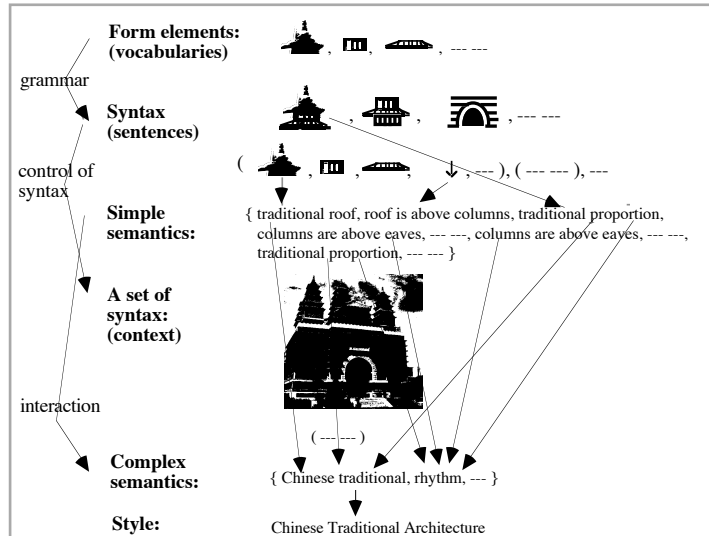 Form elements:
(vocabularies)
, , , --- ---
grammar
Syntax
(sentences)
, , , --- ---
control of
syntax
( , , , ↓, --- ), ( --- --- ), ---
Simple
semantics:
{ traditional roof, roof is above columns, traditional proportion,
columns are above eaves, --- ---, columns are above eaves, --- ---,
traditional proportion, --- --- }
A set of
syntax:
(context)
interaction
( --- --- )
Complex
semantics:
{ Chinese traditional, rhythm, --- }
Style:
Chinese Traditional Architecture